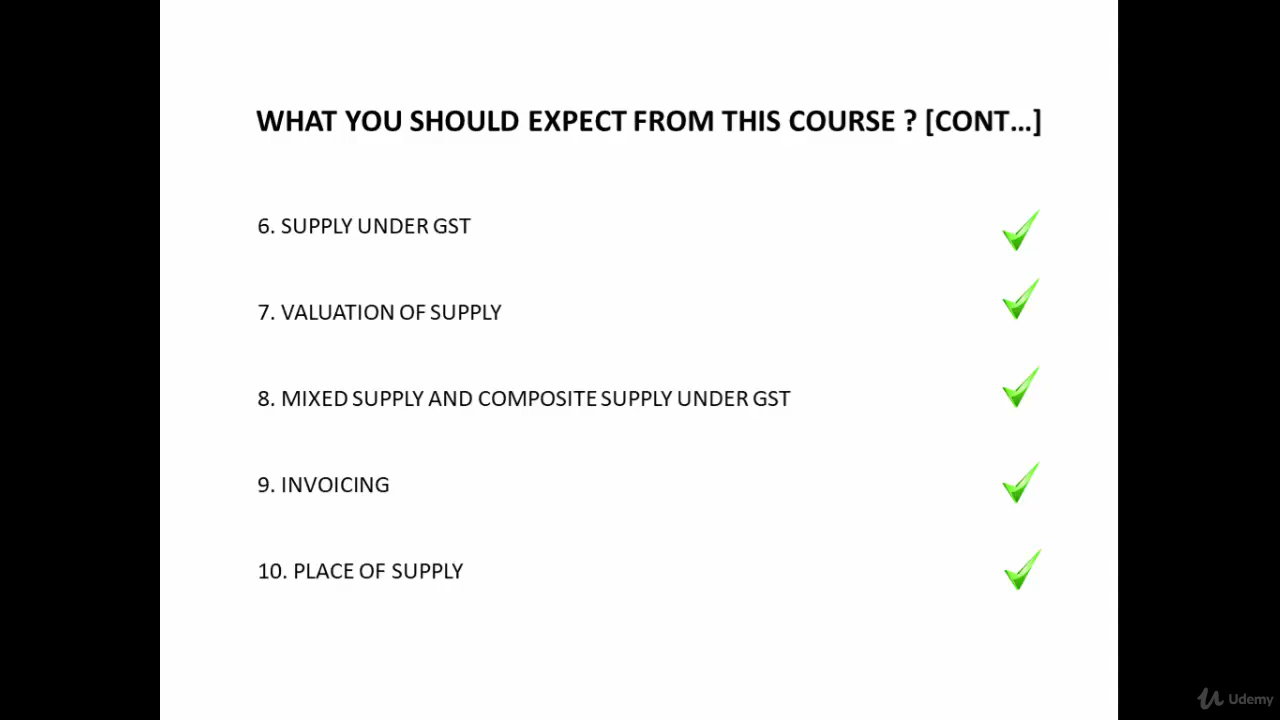 WHAT YOU SHOULD EXPECT FROM THIS COURSE ? [CONT...]
6. SUPPLY UNDER GST
7. VALUATION OF SUPPLY
8. MIXED SUPPLY AND COMPOSITE SUPPLY UNDER GST
9. INVOICING
10. PLACE OF SUPPLY
Udemy